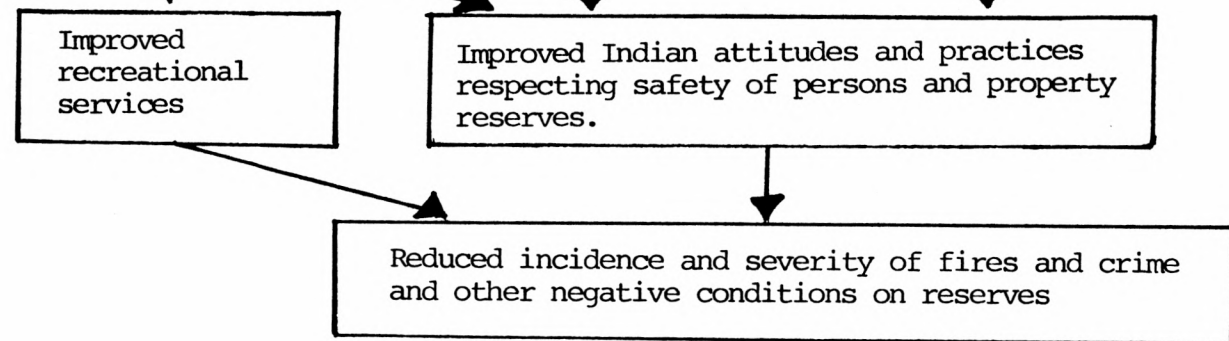 Improved
recreational
services
Improved Indian attitudes and practices
respecting safety of persons and property
reserves.
Reduced incidence and severity of fires and crime
and other negative conditions on reserves